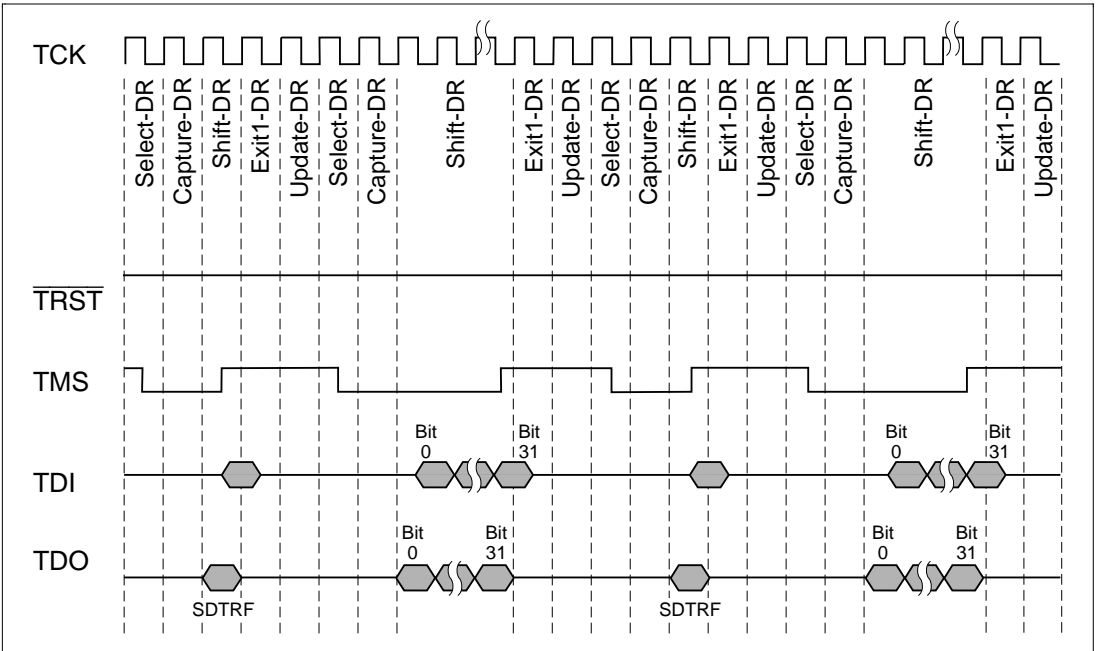 TCK
Select-DR
Capture-DR
Shift-DR
Exit1-DR
Update-DR
Select-DR
Capture-DR
Shift-DR
Exit1-DR
Update-DR
Select-DR
Capture-DR
Shift-DR
Exit1-DR
Update-DR
Select-DR
Capture-DR
Shift-DR
Exit1-DR
Update-DR
TRST
TMS
TDI
Bit
0
Bit
31
Bit
0
Bit
31
TDO
Bit
0
Bit
31
Bit
0
Bit
31
SDTRF
SDTRF